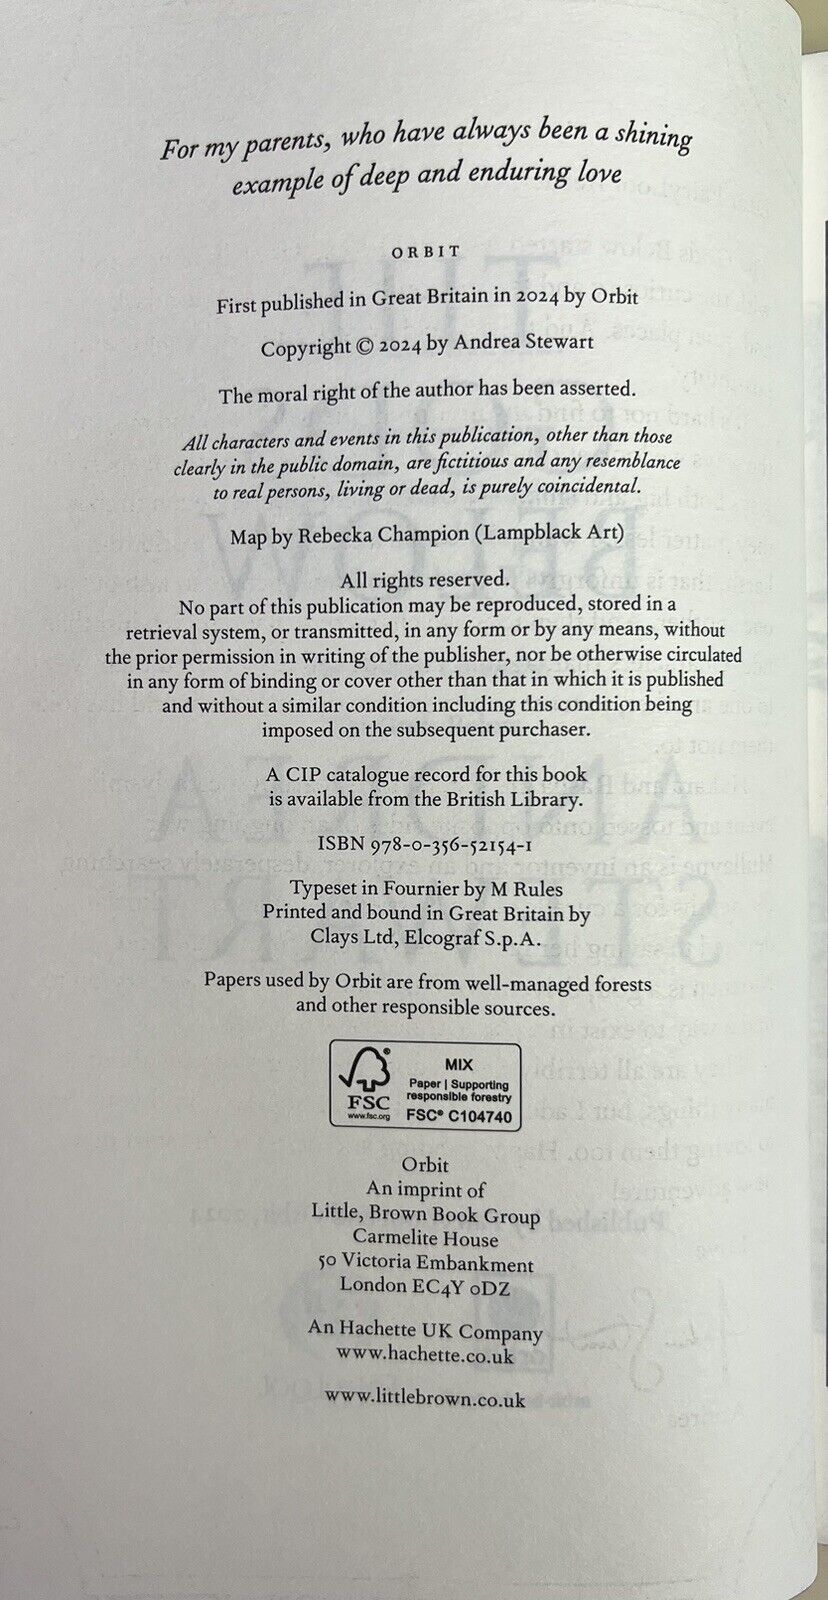 For my parents, who have always been a shining
example of deep and enduring love
ORBIT
First published in Great Britain in 2024 by Orbit
Copyright © 2024 by Andrea Stewart
The moral right of the author has been asserted.
All characters and events in this publication, other than those
clearly in the public domain, are fictitious and any resemblance
to real persons, living or dead, is purely coincidental.
Map by Rebecka Champion (Lampblack Art)
All rights reserved.
No part of this publication may be reproduced, stored in a
retrieval system, or transmitted, in any form or by any means, without
the prior permission in writing of the publisher, nor be otherwise circulated
in any form of binding or cover other than that in which it is published
and without a similar condition including this condition being
imposed on the subsequent purchaser.
A CIP catalogue record for this book
is available from the British Library.
ISBN 978-0-356-52154-1
Typeset in Fournier by M Rules
Printed and bound in Great Britain by
Clays Ltd, Elcograf S.p.A.
Papers used by Orbit are from well-managed forests
and other responsible sources.
FSC
www.fsc.org
MIX
Paper | Supporting
responsible forestry
FSC® C104740
Orbit
An imprint of
Little, Brown Book Group
Carmelite House
50 Victoria Embankment
London EC4Y 0DZ
An Hachette UK Company
www.hachette.co.uk
www.littlebrown.co.uk